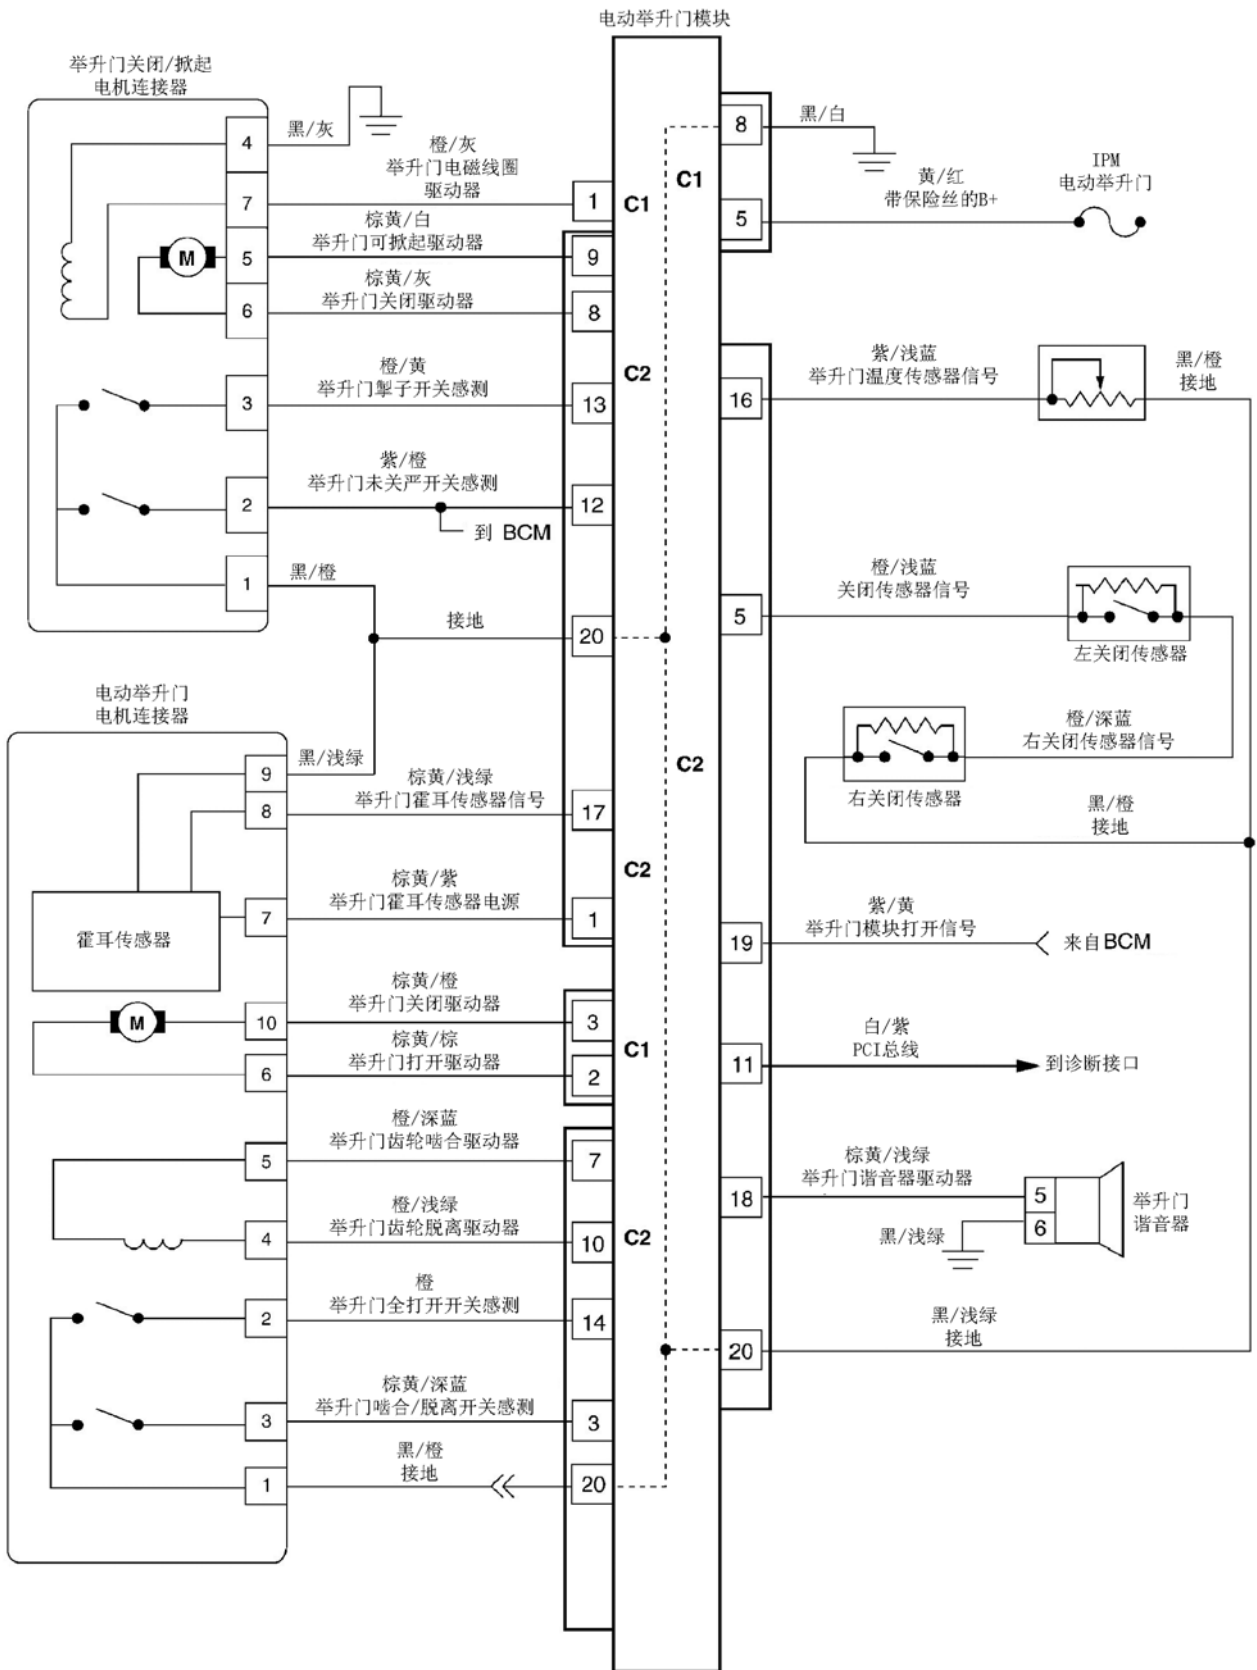 电动举升门模块
举升门关闭/掀起
电机连接器
4
黑/灰
7
橙/灰
举升门电磁线圈
驱动器
1
C1
M
5
棕黄/白
举升门可掀起驱动器
9
6
棕黄/灰
举升门关闭驱动器
8
3
橙/黄
举升门掣子开关感测
13
C2
2
紫/橙
举升门未关严开关感测
12
到 BCM
1
黑/橙
接地
20
电动举升门
电机连接器
9
黑/浅绿
8
棕黄/浅绿
举升门霍耳传感器信号
17
霍耳传感器
7
棕黄/紫
举升门霍耳传感器电源
1
C2
M
10
棕黄/橙
举升门关闭驱动器
3
6
棕黄/棕
举升门打开驱动器
2
C1
5
橙/深蓝
举升门齿轮啮合驱动器
7
4
橙/浅绿
举升门齿轮脱离驱动器
10
C2
2
橙
举升门全打开开关感测
14
3
棕黄/深蓝
举升门啮合/脱离开关感测
3
1
黑/橙
接地
20
C1
8
黑/白
5
黄/红
带保险丝的B+
IPM
电动举升门
16
紫/浅蓝
举升门温度传感器信号
黑/橙
接地
5
橙/浅蓝
关闭传感器信号
左关闭传感器
橙/深蓝
右关闭传感器信号
右关闭传感器
黑/橙
接地
C2
19
紫/黄
举升门模块打开信号
来自BCM
11
白/紫
PCI总线
到诊断接口
18
棕黄/浅绿
举升门谐音器驱动器
5
6
举升门
谐音器
黑/浅绿
20
黑/浅绿
接地